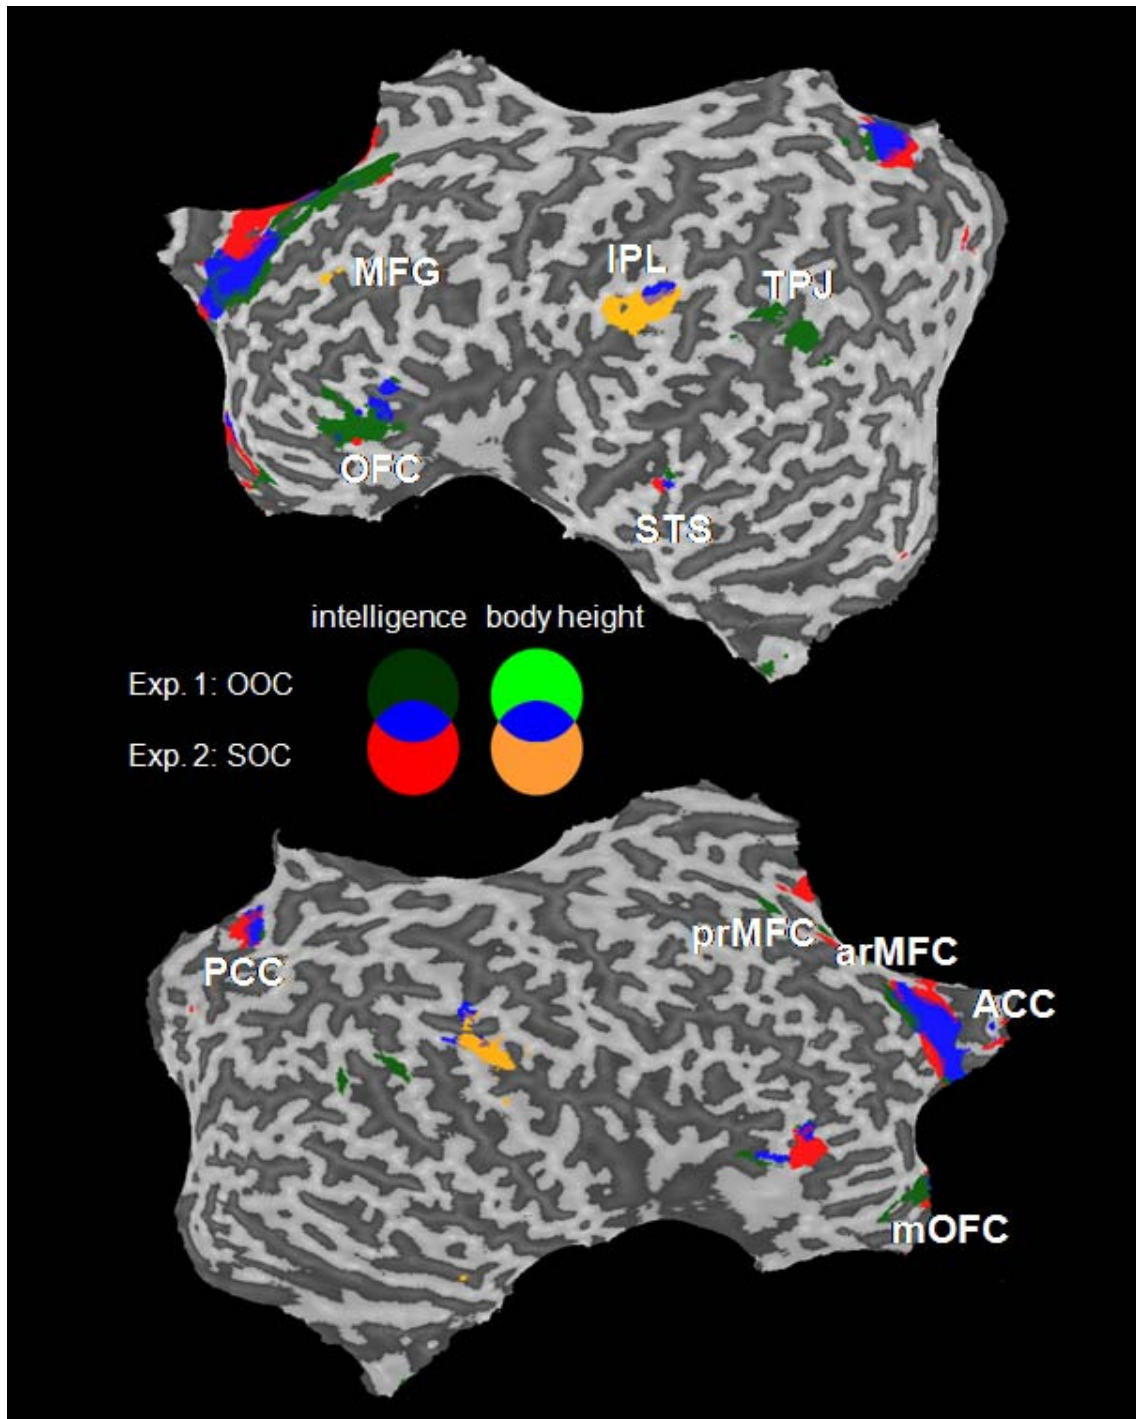 IPL
MFG
TPJ
OFC
STS
intelligence body height
Exp. 1: OOC
Exp. 2: SOC
prMFC
arMFC
PCC
ACC
mOFC